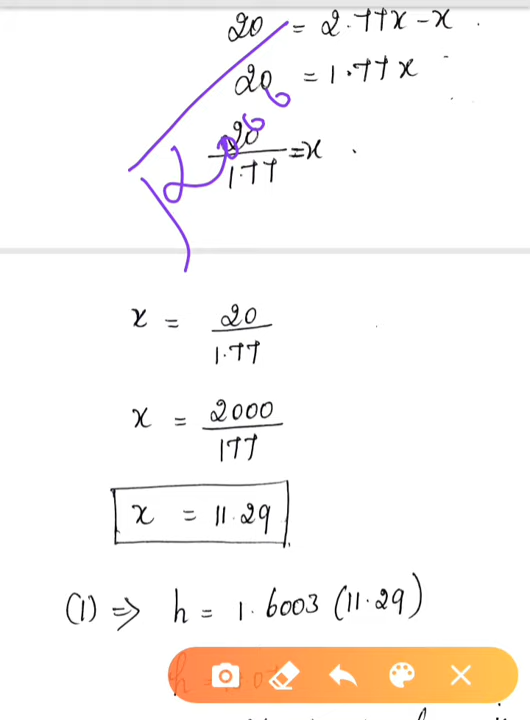 20 = 2.77x - x
20 = 1.77x
20/1.77 = x
x = 20/1.77
x = 2000/177
x = 11.29
(1) ⇒ h = 1.6003 (11.29)